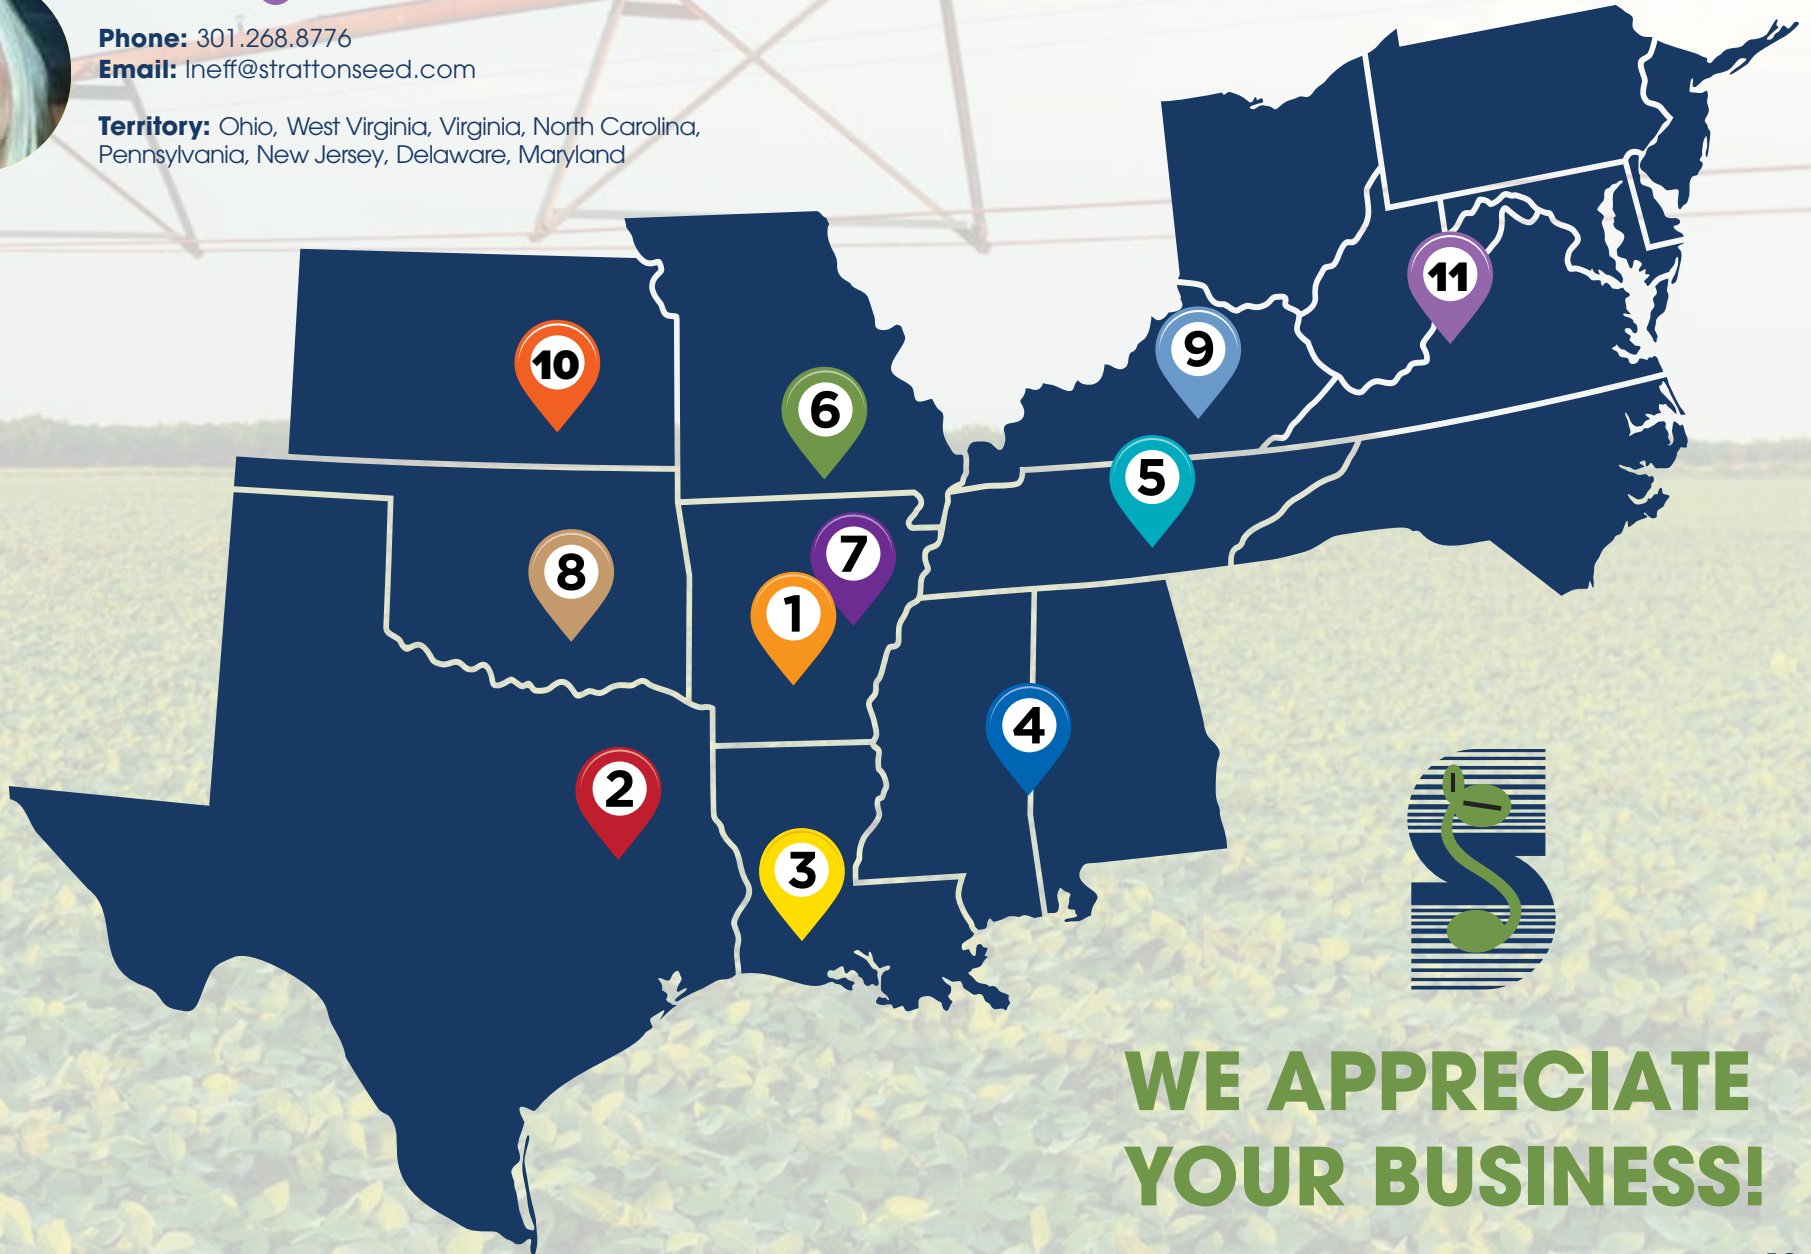 Phone: 301.268.8776
Email: lneff@strattonseed.com
Territory: Ohio, West Virginia, Virginia, North Carolina,
Pennsylvania, New Jersey, Delaware, Maryland
11
10
9
6
5
7
8
1
4
2
3
WE APPRECIATE
YOUR BUSINESS!